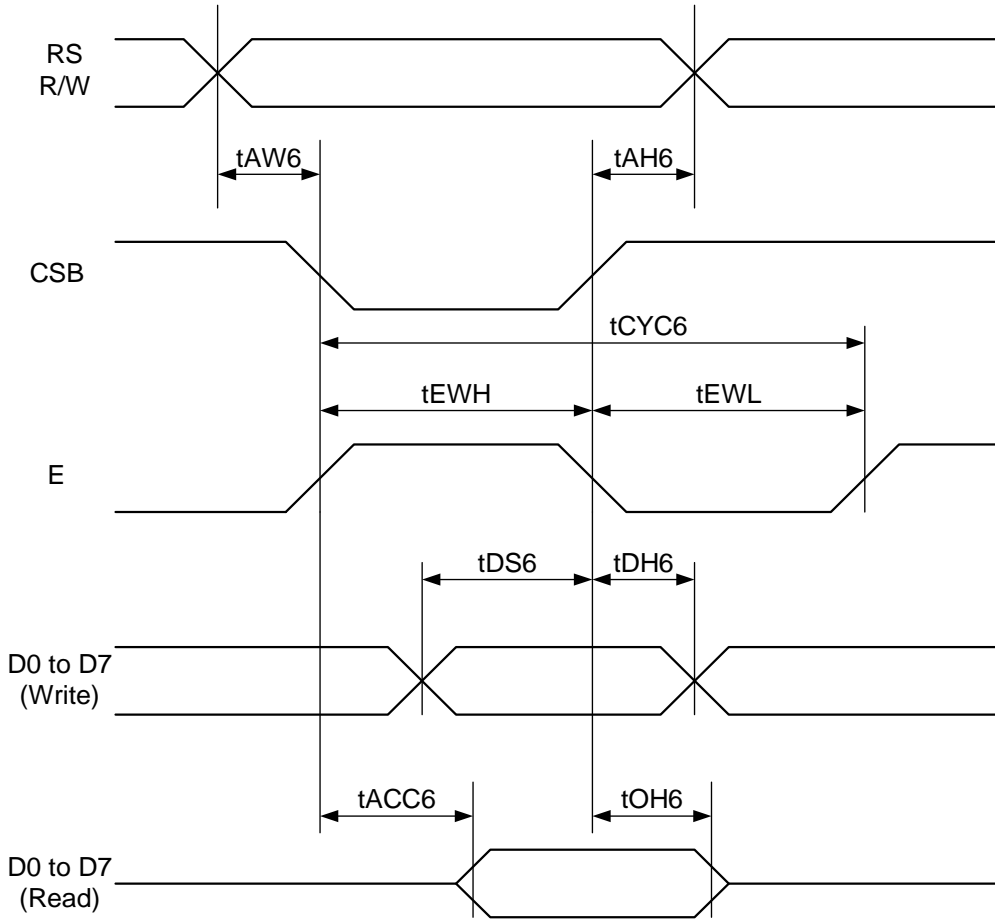 RS
R/W
tAW6
tAH6
CSB
tCYC6
tEWH
tEWL
E
tDS6
tDH6
D0 to D7
(Write)
tACC6
tOH6
D0 to D7
(Read)